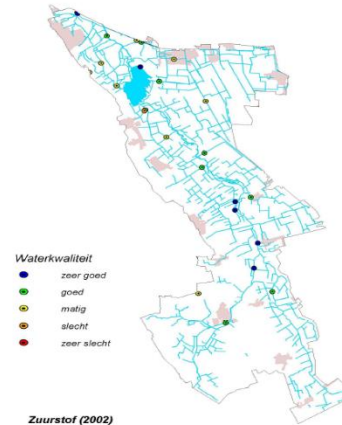 Waterkwaliteit
zeer goed
goed
matig
slecht
zeer slecht
Zuurstof (2002)